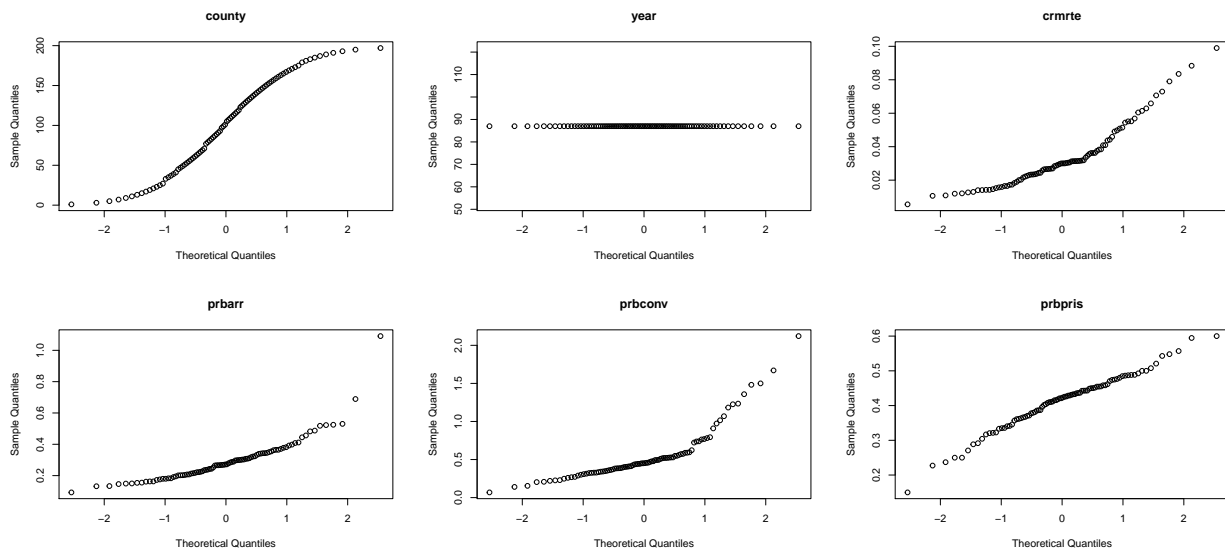 county
year
crmrte
Sample Quantiles
0 50 100 150 200
Sample Quantiles
50 60 70 80 90 110
Sample Quantiles
0.02 0.04 0.06 0.08 0.10
−2 −1 0 1 2
−2 −1 0 1 2
−2 −1 0 1 2
Theoretical Quantiles
Theoretical Quantiles
Theoretical Quantiles
prbarr
prbconv
prbpris
Sample Quantiles
0.2 0.4 0.6 0.8 1.0
Sample Quantiles
0.0 0.5 1.0 1.5 2.0
Sample Quantiles
0.2 0.3 0.4 0.5 0.6
−2 −1 0 1 2
−2 −1 0 1 2
−2 −1 0 1 2
Theoretical Quantiles
Theoretical Quantiles
Theoretical Quantiles